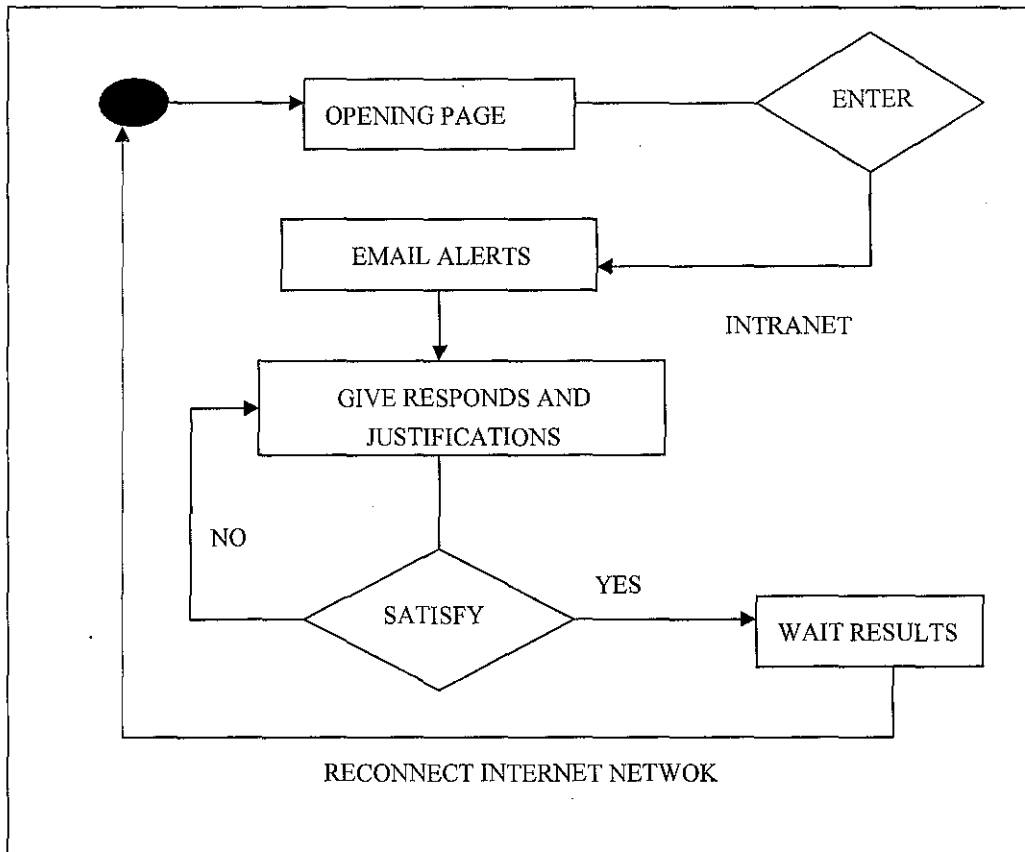 OPENING PAGE
ENTER
EMAIL ALERTS
INTRANET
GIVE RESPONDS AND
JUSTIFICATIONS
NO
YES
SATISFY
WAIT RESULTS
RECONNECT INTERNET NETWOK